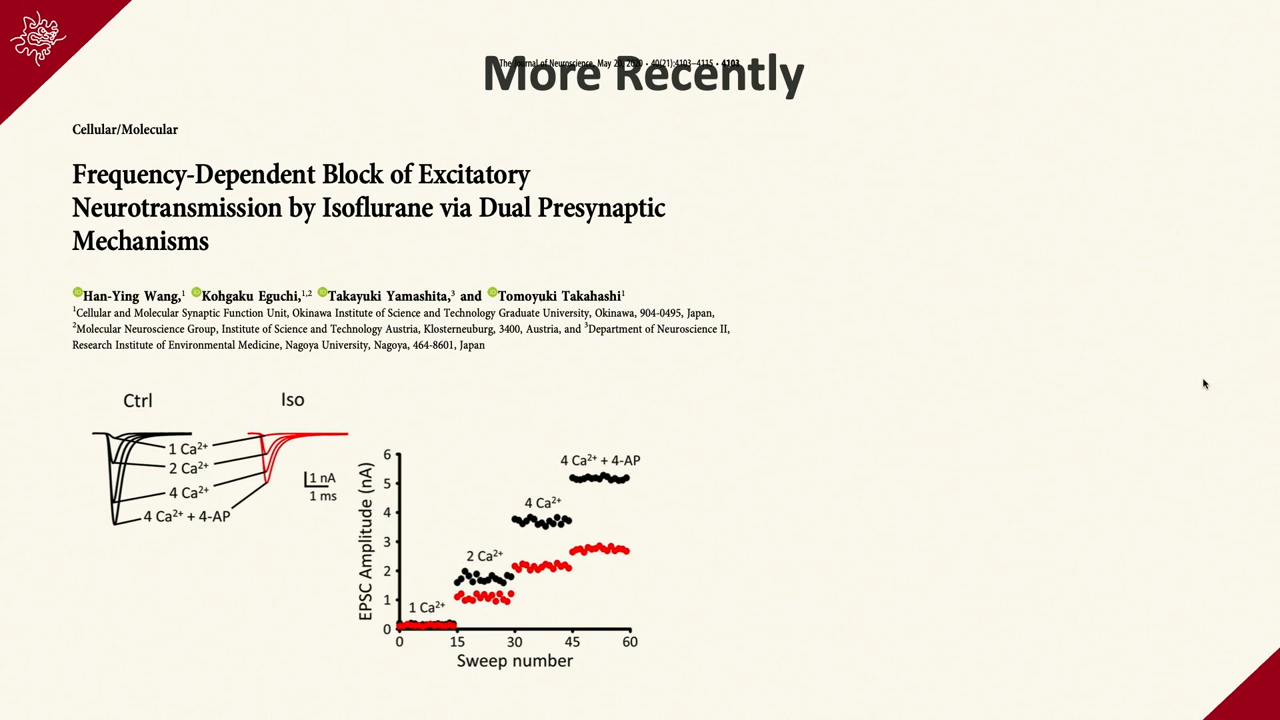 More Recently
The Journal of Neuroscience, May 20, 2020 • 40(21):4103–4115 • 4103
Cellular/Molecular
Frequency-Dependent Block of Excitatory
Neurotransmission by Isoflurane via Dual Presynaptic
Mechanisms
Han-Ying Wang,¹ Kohgaku Eguchi,¹,² Takayuki Yamashita,³ and Tomoyuki Takahashi¹
¹Cellular and Molecular Synaptic Function Unit, Okinawa Institute of Science and Technology Graduate University, Okinawa, 904-0495, Japan,
²Molecular Neuroscience Group, Institute of Science and Technology Austria, Klosterneuburg, 3400, Austria, and ³Department of Neuroscience II,
Research Institute of Environmental Medicine, Nagoya University, Nagoya, 464-8601, Japan
Ctrl
Iso
1 Ca²⁺
2 Ca²⁺
4 Ca²⁺
4 Ca²⁺ + 4-AP
1 nA
1 ms
EPSC Amplitude (nA)
6
5
4
3
2
1
0
1 Ca²⁺
2 Ca²⁺
4 Ca²⁺
4 Ca²⁺ + 4-AP
0 15 30 45 60
Sweep number